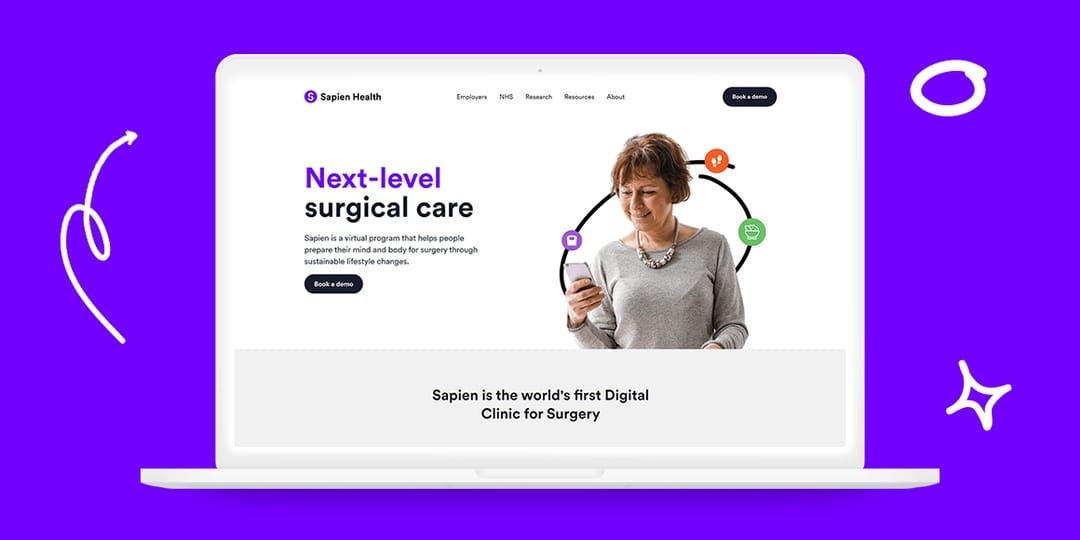 Sapien Health
Employers NHS Research Resources About
Book a demo
Next-level
surgical care
Sapien is a virtual program that helps people
prepare their mind and body for surgery through
sustainable lifestyle changes.
Book a demo
Sapien is the world's first Digital
Clinic for Surgery